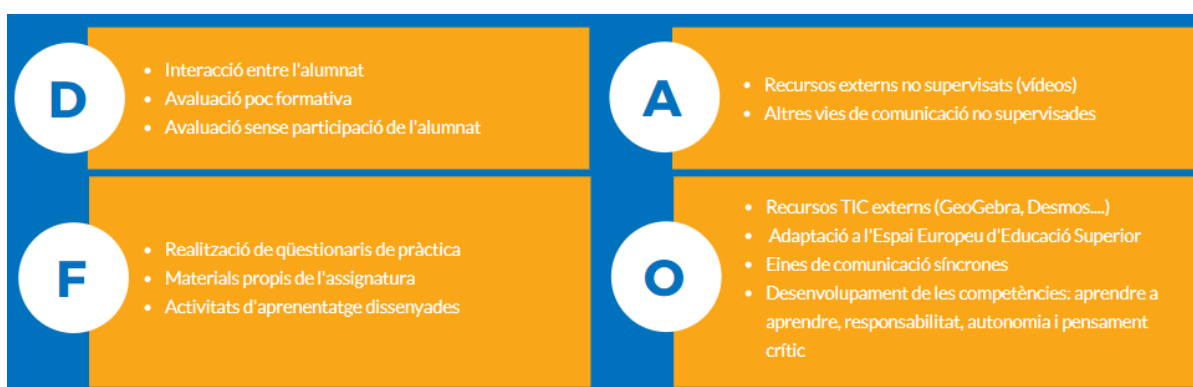 D
• Interacció entre l'alumnat
• Avaluació poc formativa
• Avaluació sense participació de l'alumnat
A
• Recursos externs no supervisats (vídeos)
• Altres vies de comunicació no supervisades
F
• Realització de qüestionaris de pràctica
• Materials propis de l'assignatura
• Activitats d'aprenentatge dissenyades
O
• Recursos TIC externs (GeoGebra, Desmos....)
• Adaptació a l'Espai Europeu d'Educació Superior
• Eines de comunicació síncrones
• Desenvolupament de les competències: aprendre a
aprendre, responsabilitat, autonomia i pensament
crític